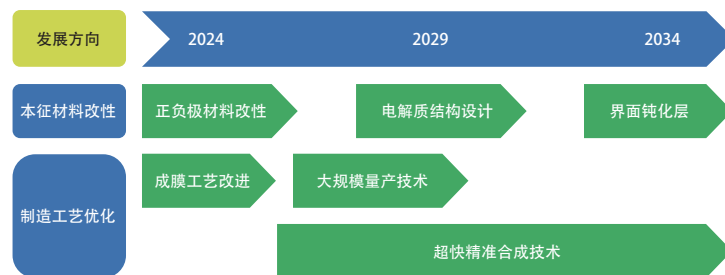 发展方向
2024
2029
2034
本征材料改性
正负极材料改性
电解质结构设计
界面钝化层
制造工艺优化
成膜工艺改进
大规模量产技术
超快精准合成技术